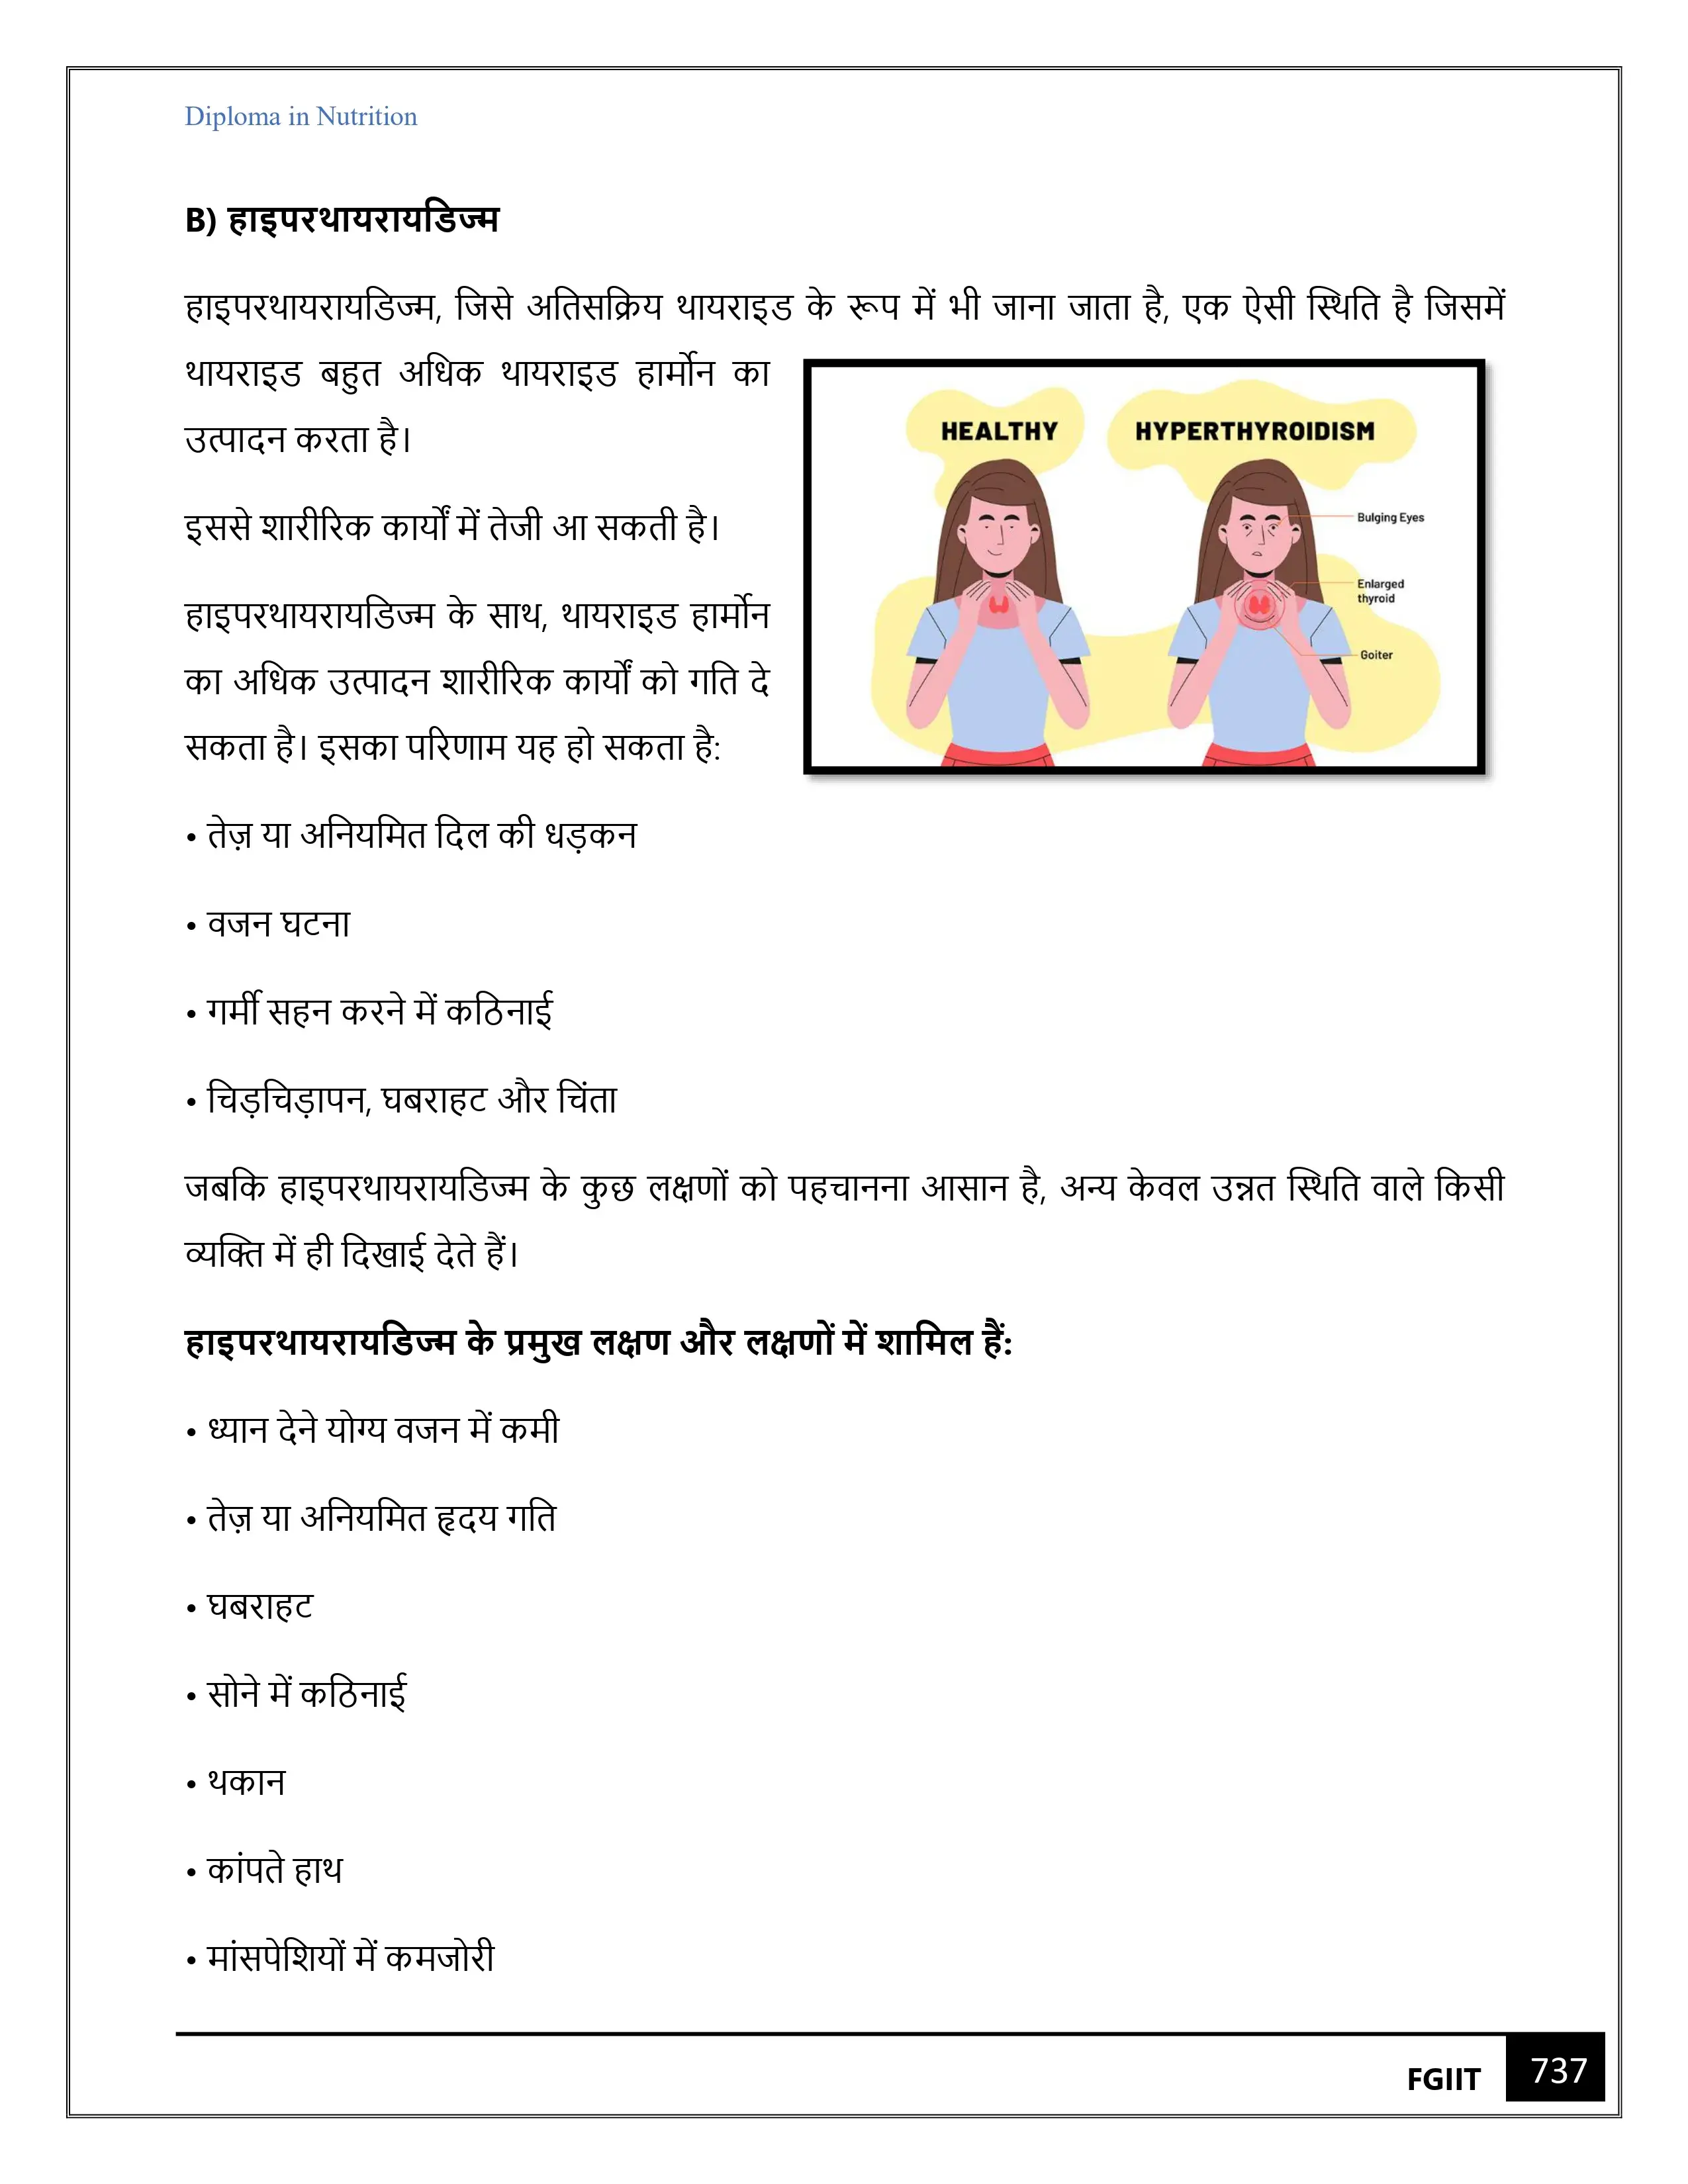 Diploma in Nutrition
B) हाइपरथायरायडिज्म
हाइपरथायरायडिज्म, जिसे अतिसक्रिय थायराइड के रूप में भी जाना जाता है, एक ऐसी स्थिति है जिसमें
थायराइड बहुत अधिक थायराइड हार्मोन का
उत्पादन करता है।
इससे शारीरिक कार्यों में तेजी आ सकती है।
हाइपरथायरायडिज्म के साथ, थायराइड हार्मोन
का अधिक उत्पादन शारीरिक कार्यों को गति दे
सकता है। इसका परिणाम यह हो सकता है:
HEALTHY
HYPERTHYROIDISM
Bulging Eyes
Enlarged
thyroid
Goiter
• तेज़ या अनियमित दिल की धड़कन
• वजन घटना
• गर्मी सहन करने में कठिनाई
• चिड़चिड़ापन, घबराहट और चिंता
जबकि हाइपरथायरायडिज्म के कुछ लक्षणों को पहचानना आसान है, अन्य केवल उन्नत स्थिति वाले किसी
व्यक्ति में ही दिखाई देते हैं।
हाइपरथायरायडिज्म के प्रमुख लक्षण और लक्षणों में शामिल हैं:
• ध्यान देने योग्य वजन में कमी
• तेज़ या अनियमित हृदय गति
• घबराहट
• सोने में कठिनाई
• थकान
• कांपते हाथ
• मांसपेशियों में कमजोरी
FGIIT
737